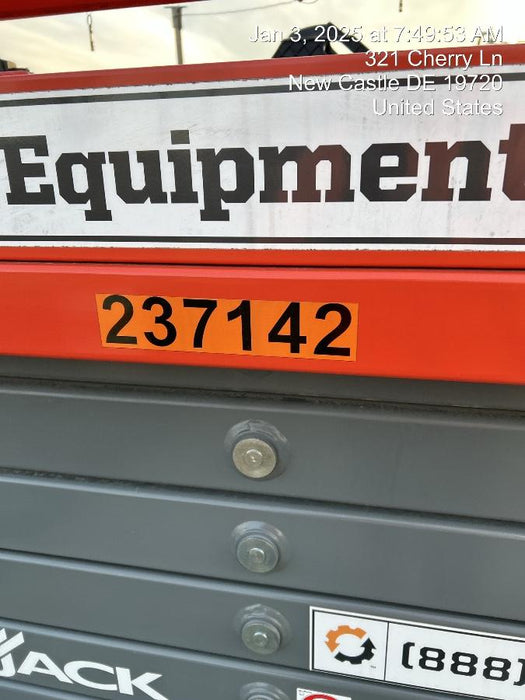 Jan 3, 2025 at 7:49:53 AM
321 Cherry Ln
New Castle DE 19720
United States
Equipment
237142
(888)
JACK